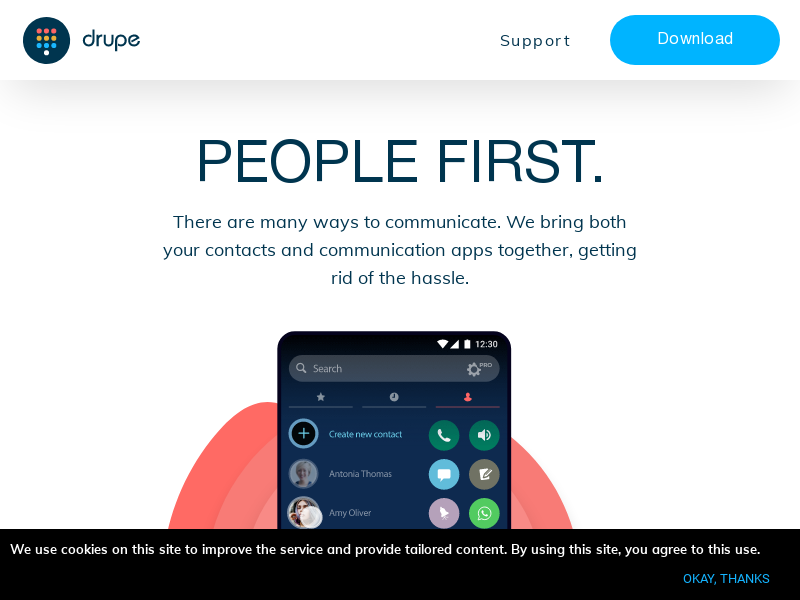 drupe
Support
Download
PEOPLE FIRST.
There are many ways to communicate. We bring both
your contacts and communication apps together, getting
rid of the hassle.
12:30
Search
PRO
Create new contact
Antonia Thomas
Amy Oliver
We use cookies on this site to improve the service and provide tailored content. By using this site, you agree to this use.
OKAY, THANKS